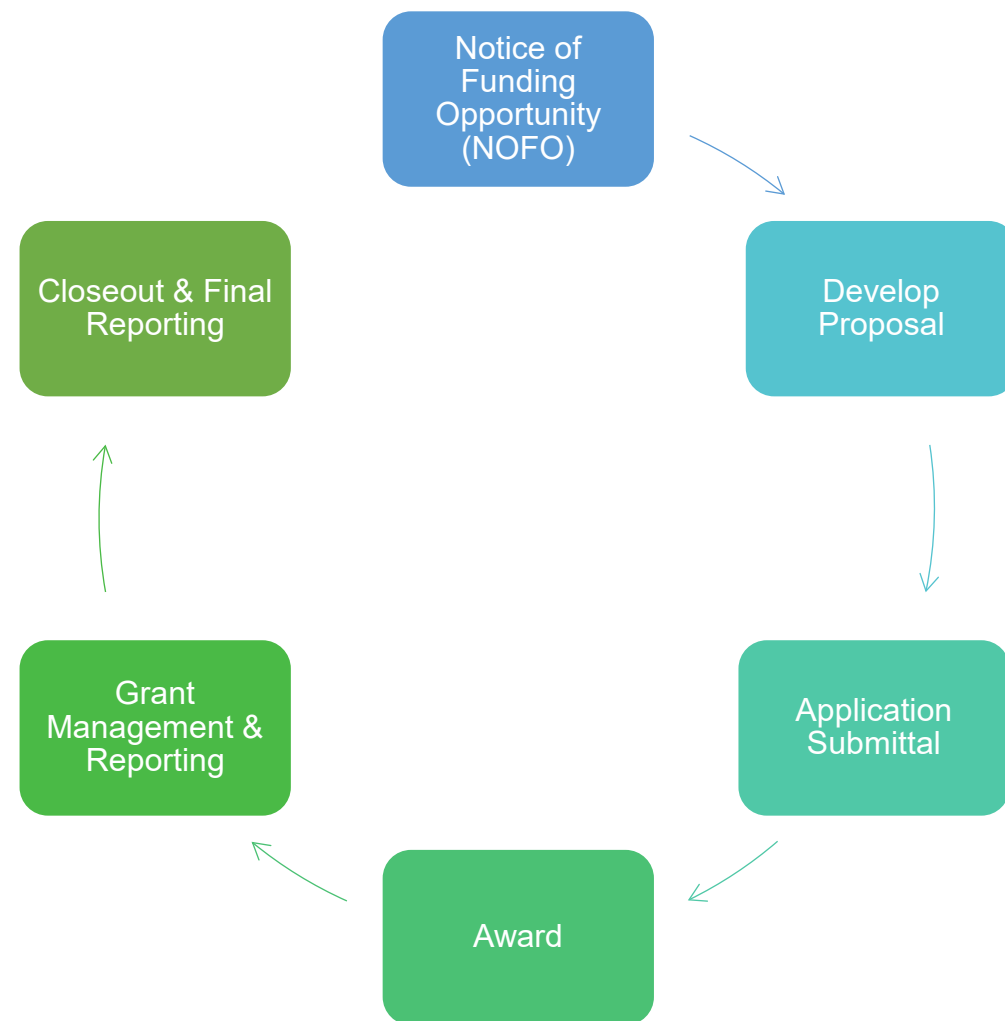 Notice of
Funding
Opportunity
(NOFO)
Develop
Proposal
Application
Submittal
Award
Grant
Management &
Reporting
Closeout & Final
Reporting